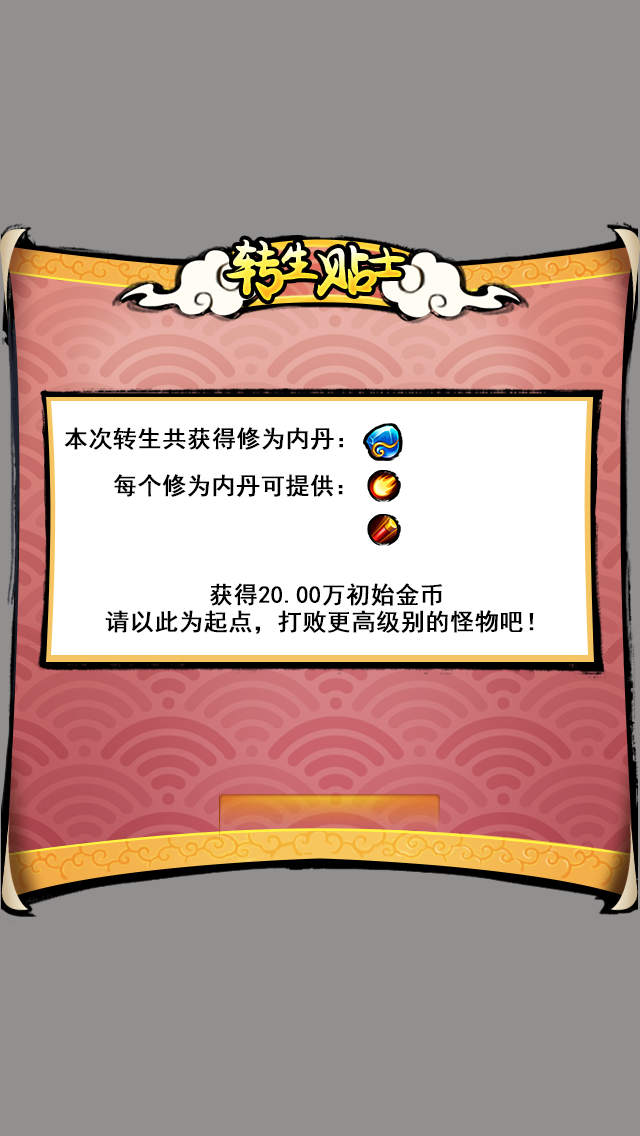 转生贴士
本次转生共获得修为内丹：
每个修为内丹可提供：
获得20.00万初始金币
请以此为起点，打败更高级别的怪物吧！